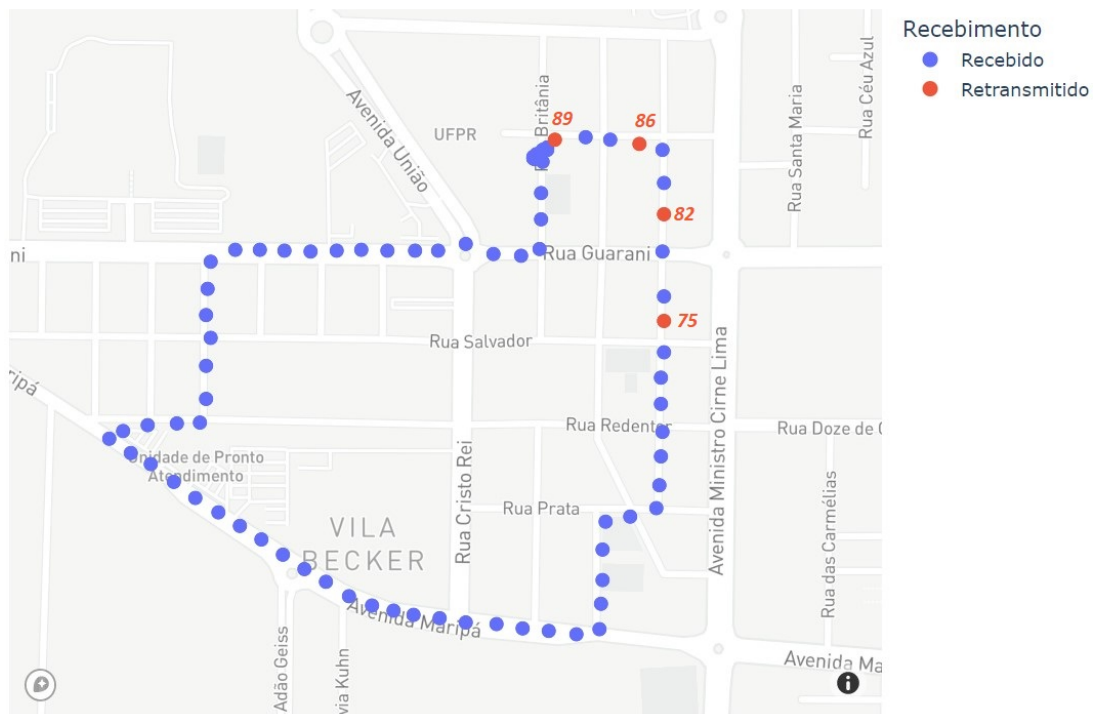 Recebimento
Recebido
Retransmitido
Rua Céu Azul
Rua Santa Maria
Avenida União
UFPR
Britânia
89
86
82
ni
Rua Guarani
75
Rua Salvador
ripá
Rua Redentor
Rua Doze de O
Unidade de Pronto
Atendimento
Rua Cristo Rei
Avenida Ministro Cirne Lima
Rua Prata
VILA
BECKER
Rua das Carmélias
Avenida Maripá
Avenida Ma
Adão Geiss
via Kuhn